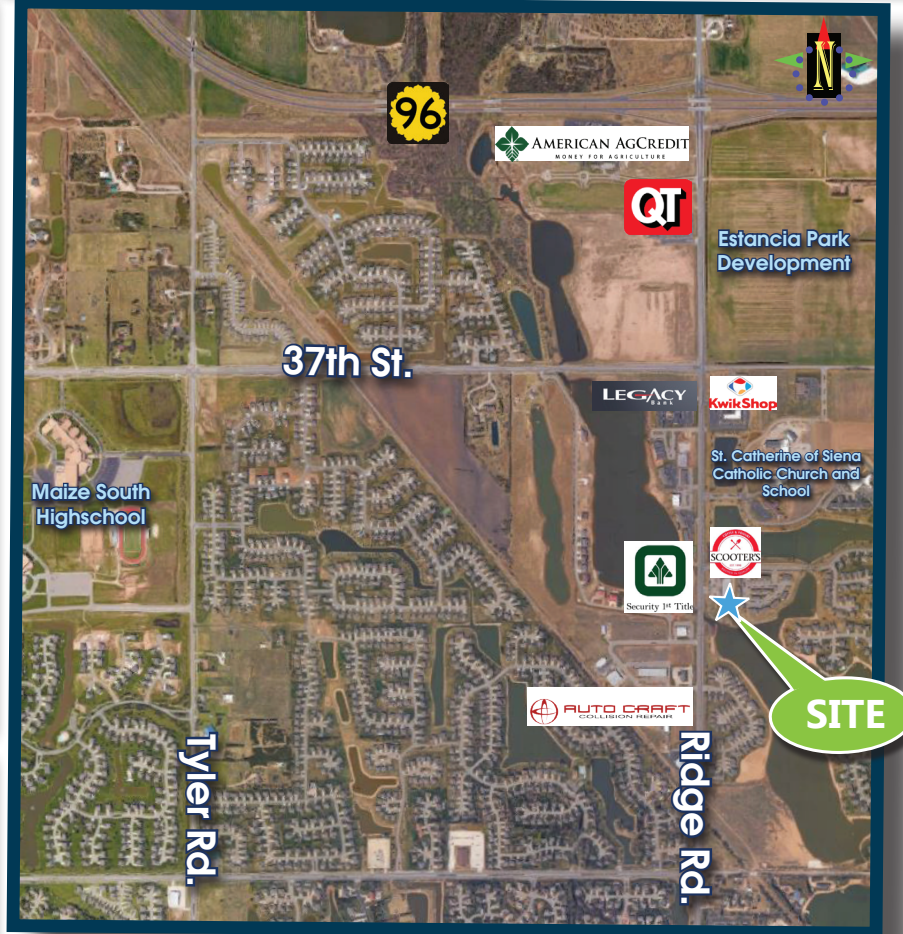 N
96
AMERICAN AGCREDIT
MONEY FOR AGRICULTURE
QT
Estancia Park
Development
37th St.
LEGACY
Bank
KwikShop
St. Catherine of Siena
Catholic Church and
School
Maize South
Highschool
SCOOTER'S
Security 1st Title
SITE
AUTO CRAFT
COLLISION REPAIR
Tyler Rd.
Ridge Rd.